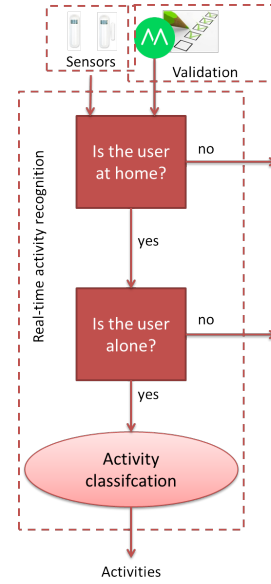 Sensors
Validation
Real-time activity recognition
Is the user
at home?
no
yes
Is the user
alone?
no
yes
Activity
classifcation
Activities